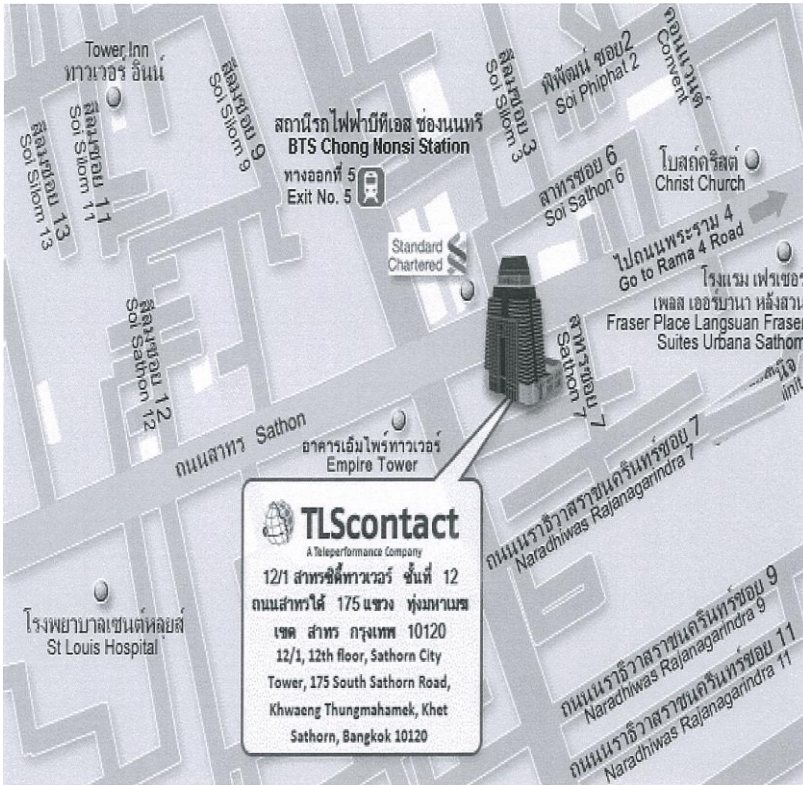 Tower Inn
ทาวเวอร์ อินน์
สีลมซอย 13
Soi Silom 13
สีลมซอย 11
Soi Silom 11
สีลมซอย 9
Soi Silom 9
สถานีรถไฟฟ้าบีทีเอส ช่องนนทรี
BTS Chong Nonsi Station
ทางออกที่ 5
Exit No. 5
สีลมซอย 3
Soi Silom 3
พิพัฒน์ ซอย2
Soi Phiphat 2
คอนแวนต์
Convent
สาทรซอย 6
Soi Sathon 6
โบสถ์คริสต์
Christ Church
Standard
Chartered
ไปถนนพระราม 4
Go to Rama 4 Road
โรงแรม เฟรเซอร์
เพลส เออร์บานา หลังสวน
Fraser Place Langsuan Fraser
Suites Urbana Sathorn
สาทรซอย 7
Sathon 7
สีลมซอย 12
Soi Sathon 12
ถนนสาทร Sathon
อาคารเอ็มไพร์ทาวเวอร์
Empire Tower
ถนนนราธิวาสราชนครินทร์ซอย 7
Naradhiwas Rajanagarindra 7
TLScontact
A Teleperformance Company
12/1 สาทรซิตี้ทาวเวอร์ ชั้นที่ 12
ถนนสาทรใต้ 175 แขวง ทุ่งมหาเมฆ
เขต สาทร กรุงเทพ 10120
12/1, 12th floor, Sathorn City
Tower, 175 South Sathorn Road,
Khwaeng Thungmahamek, Khet
Sathorn, Bangkok 10120
โรงพยาบาลเซนต์หลุยส์
St Louis Hospital
ถนนนราธิวาสราชนครินทร์ซอย 9
Naradhiwas Rajanagarindra 9
ถนนนราธิวาสราชนครินทร์ซอย 11
Naradhiwas Rajanagarindra 11